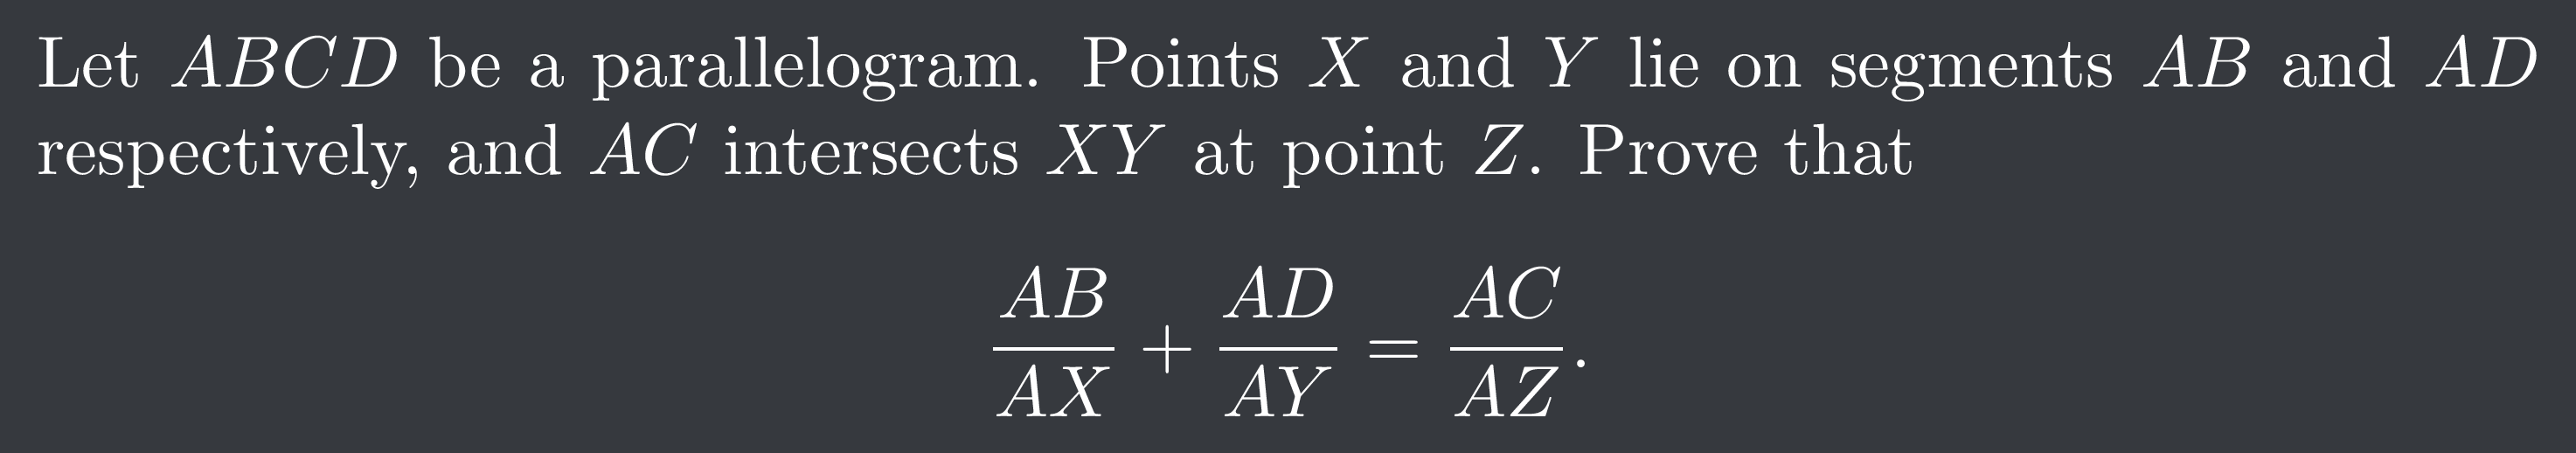 Let ABCD be a parallelogram. Points X and Y lie on segments AB and AD
respectively, and AC intersects XY at point Z. Prove that
AB/AX + AD/AY = AC/AZ.